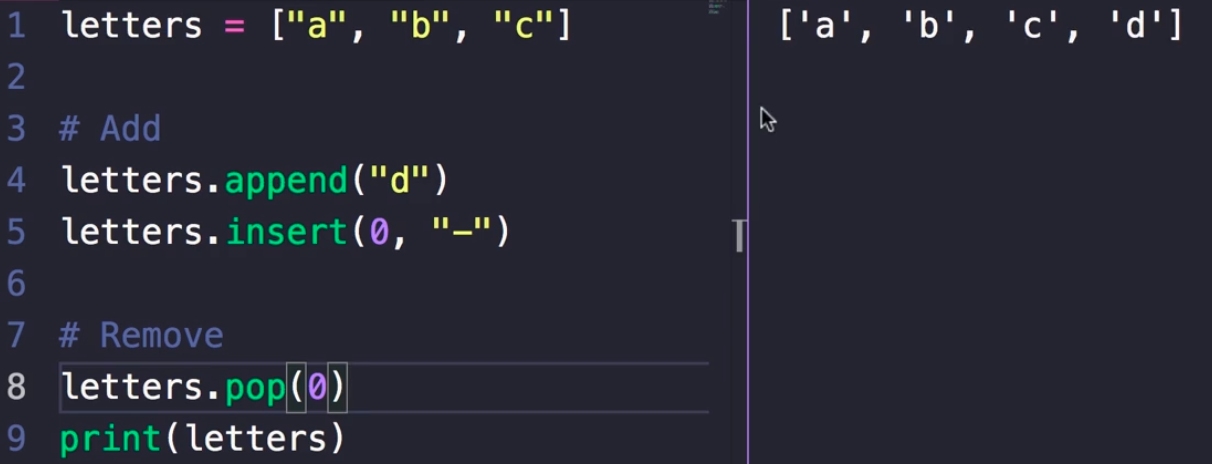 1 letters = ["a", "b", "c"]
2
3 # Add
4 letters.append("d")
5 letters.insert(0, "-")
6
7 # Remove
8 letters.pop(0)
9 print(letters)
['a', 'b', 'c', 'd']